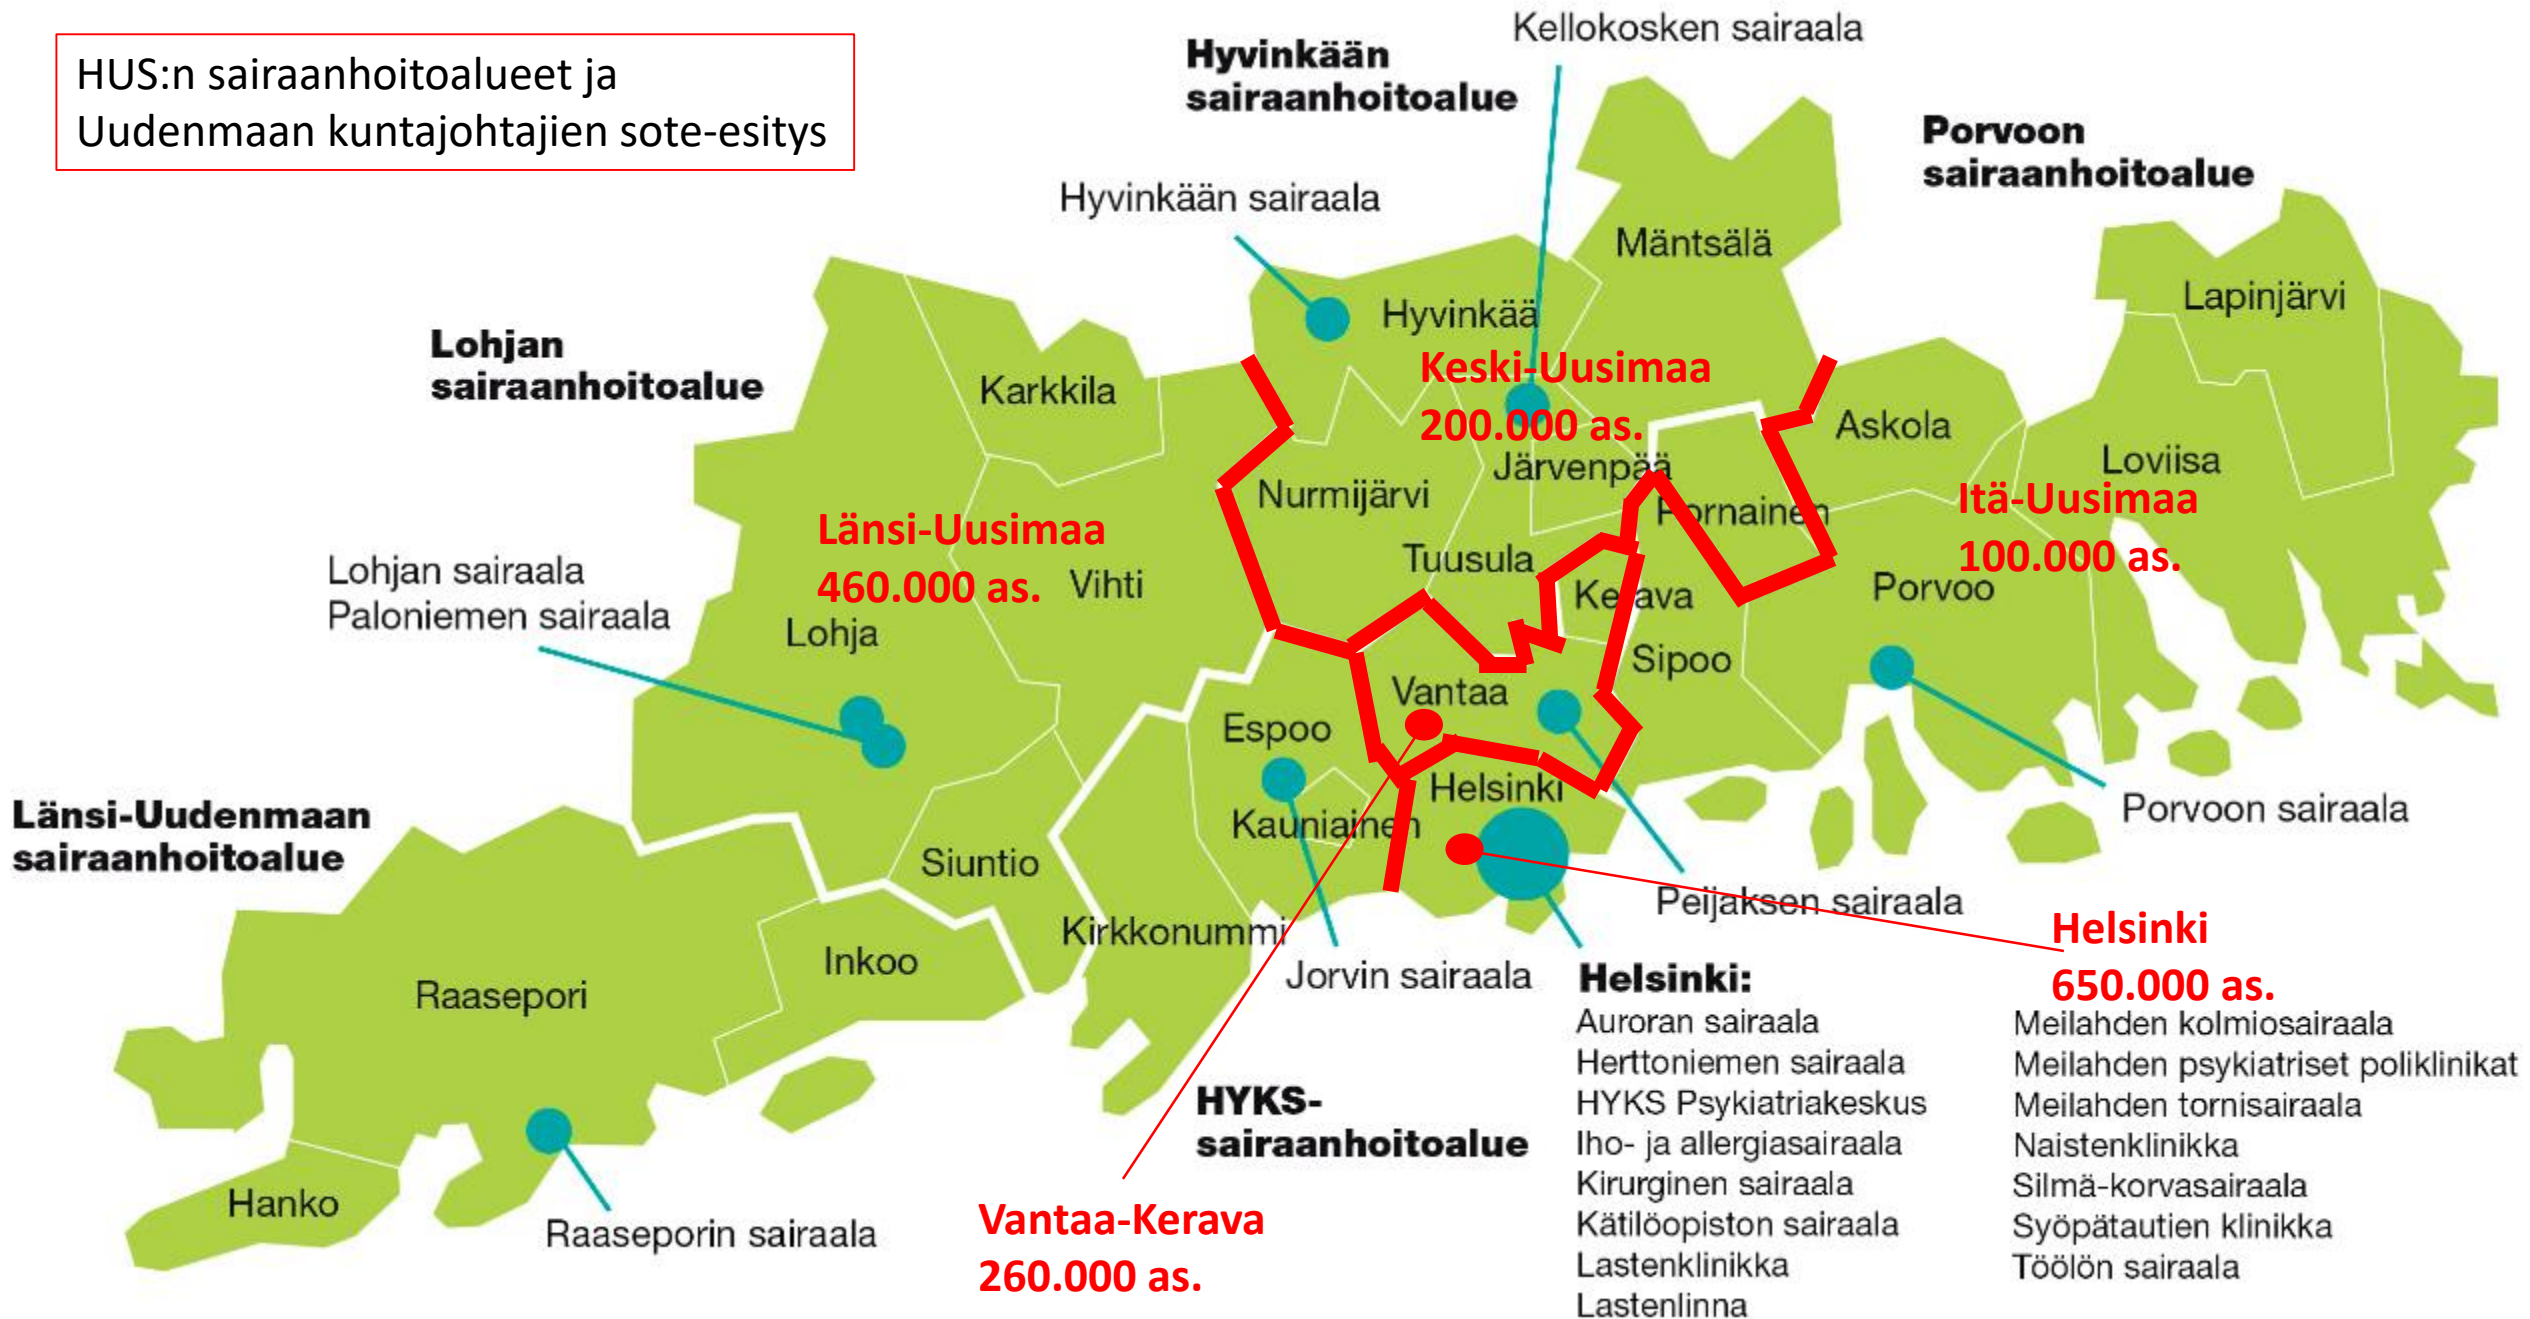 HUS:n sairaanhoitoalueet ja
Uudenmaan kuntajohtajien sote-esitys
Kellokosken sairaala
Hyvinkään
sairaanhoitoalue
Porvoon
sairaanhoitoalue
Hyvinkään sairaala
Mäntsälä
Lapinjärvi
Hyvinkää
Lohjan
sairaanhoitoalue
Keski-Uusimaa
200.000 as.
Karkkila
Askola
Loviisa
Järvenpää
Nurmijärvi
Pornainen
Itä-Uusimaa
100.000 as.
Länsi-Uusimaa
460.000 as.
Tuusula
Lohjan sairaala
Paloniemen sairaala
Vihti
Kerava
Porvoo
Lohja
Sipoo
Vantaa
Espoo
Helsinki
Kauniainen
Porvoon sairaala
Länsi-Uudenmaan
sairaanhoitoalue
Siuntio
Peijaksen sairaala
Kirkkonummi
Inkoo
Raasepori
Jorvin sairaala
Helsinki
650.000 as.
Helsinki:
Auroran sairaala
Herttoniemen sairaala
HYKS Psykiatriakeskus
Iho- ja allergiasairaala
Kirurginen sairaala
Kätilöopiston sairaala
Lastenklinikka
Lastenlinna
Meilahden kolmiosairaala
Meilahden psykiatriset poliklinikat
Meilahden tornisairaala
Naistenklinikka
Silmä-korvasairaala
Syöpätautien klinikka
Töölön sairaala
HYKS-
sairaanhoitoalue
Hanko
Raaseporin sairaala
Vantaa-Kerava
260.000 as.